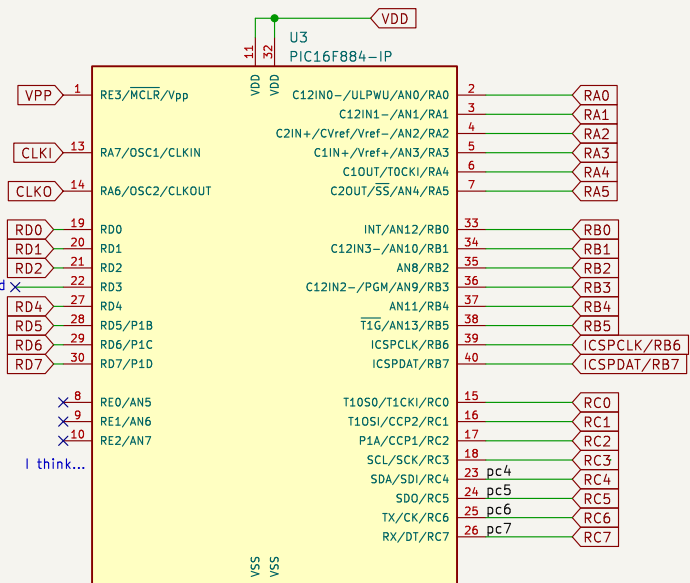 VDD
U3
PIC16F884-IP
11
32
VDD
VDD
VPP 1 RE3/MCLR/Vpp
CLKI 13 RA7/OSC1/CLKIN
CLKO 14 RA6/OSC2/CLKOUT
RD0 19 RD0
RD1 20 RD1
RD2 21 RD2
d 22 RD3
RD4 27 RD4
RD5 28 RD5/P1B
RD6 29 RD6/P1C
RD7 30 RD7/P1D
8 RE0/AN5
9 RE1/AN6
10 RE2/AN7
I think...
C12IN0-/ULPWU/AN0/RA0 2 RA0
C12IN1-/AN1/RA1 3 RA1
C2IN+/CVref/Vref-/AN2/RA2 4 RA2
C1IN+/Vref+/AN3/RA3 5 RA3
C1OUT/T0CKI/RA4 6 RA4
C2OUT/SS/AN4/RA5 7 RA5
INT/AN12/RB0 33 RB0
C12IN3-/AN10/RB1 34 RB1
AN8/RB2 35 RB2
C12IN2-/PGM/AN9/RB3 36 RB3
AN11/RB4 37 RB4
T1G/AN13/RB5 38 RB5
ICSPCLK/RB6 39 ICSPCLK/RB6
ICSPDAT/RB7 40 ICSPDAT/RB7
T1OSO/T1CKI/RC0 15 RC0
T1OSI/CCP2/RC1 16 RC1
P1A/CCP1/RC2 17 RC2
SCL/SCK/RC3 18 RC3
SDA/SDI/RC4 23 pc4 RC4
SDO/RC5 24 pc5 RC5
TX/CK/RC6 25 pc6 RC6
RX/DT/RC7 26 pc7 RC7
VSS
VSS